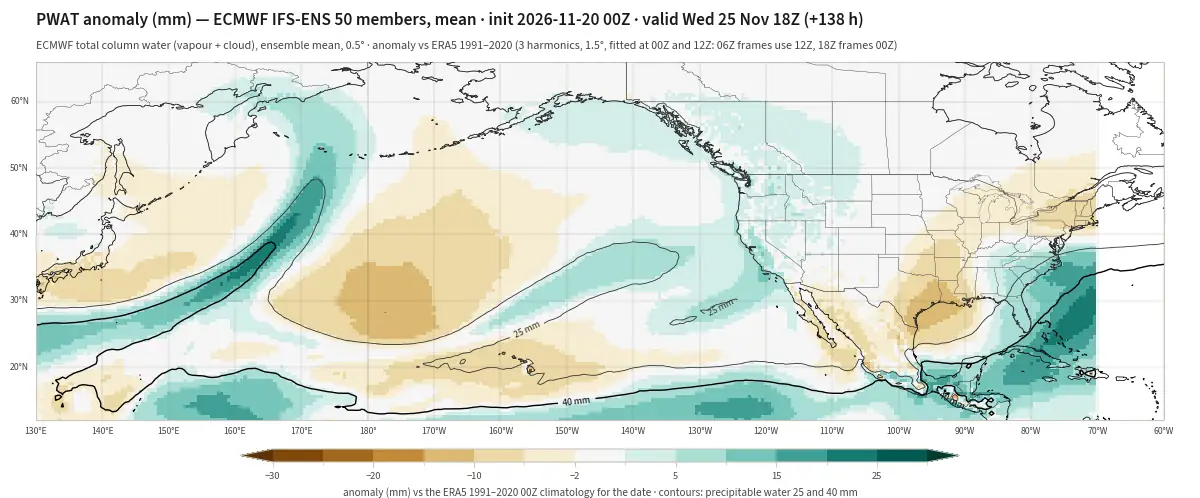 PWAT anomaly (mm) — ECMWF IFS-ENS 50 members, mean · init 2026-11-20 00Z · valid Wed 25 Nov 18Z (+138 h)
ECMWF total column water (vapour + cloud), ensemble mean, 0.5° · anomaly vs ERA5 1991–2020 (3 harmonics, 1.5°, fitted at 00Z and 12Z: 06Z frames use 12Z, 18Z frames 00Z)
60°N
50°N
40°N
30°N
20°N
25 mm
25 mm
40 mm
130°E 140°E 150°E 160°E 170°E 180° 170°W 160°W 150°W 140°W 130°W 120°W 110°W 100°W 90°W 80°W 70°W 60°W
−30 −20 −10 −2 5 15 25
anomaly (mm) vs the ERA5 1991–2020 00Z climatology for the date · contours: precipitable water 25 and 40 mm